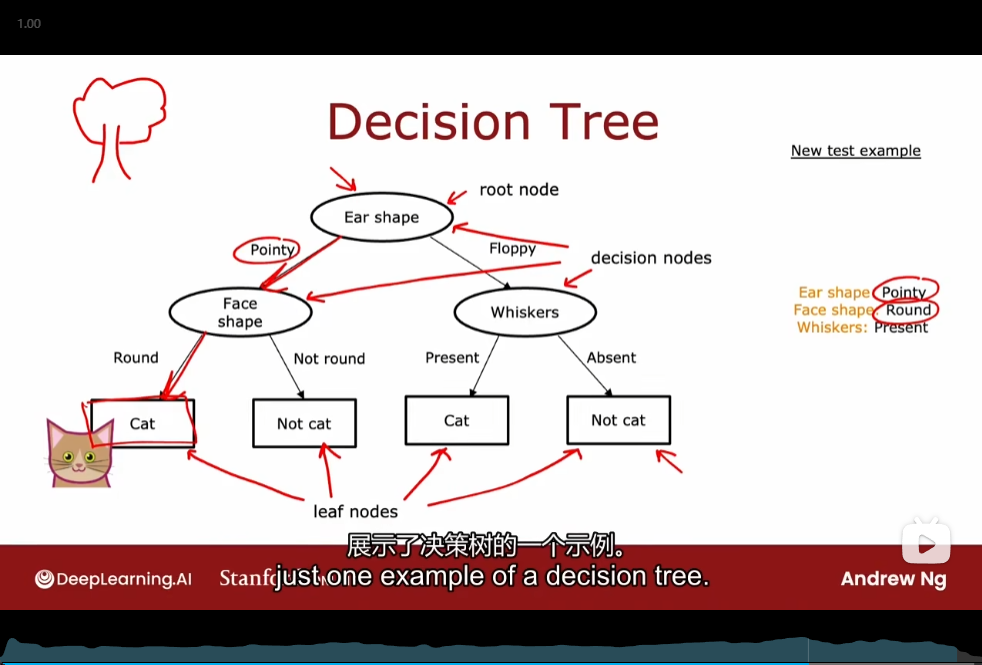 1.00
Decision Tree
New test example
root node
Ear shape
Pointy
Floppy
decision nodes
Face
shape
Whiskers
Ear shape: Pointy
Face shape: Round
Whiskers: Present
Round
Not round
Present
Absent
Cat
Not cat
Cat
Not cat
leaf nodes
展示了决策树的一个示例。
just one example of a decision tree.
DeepLearning.AI
Andrew Ng